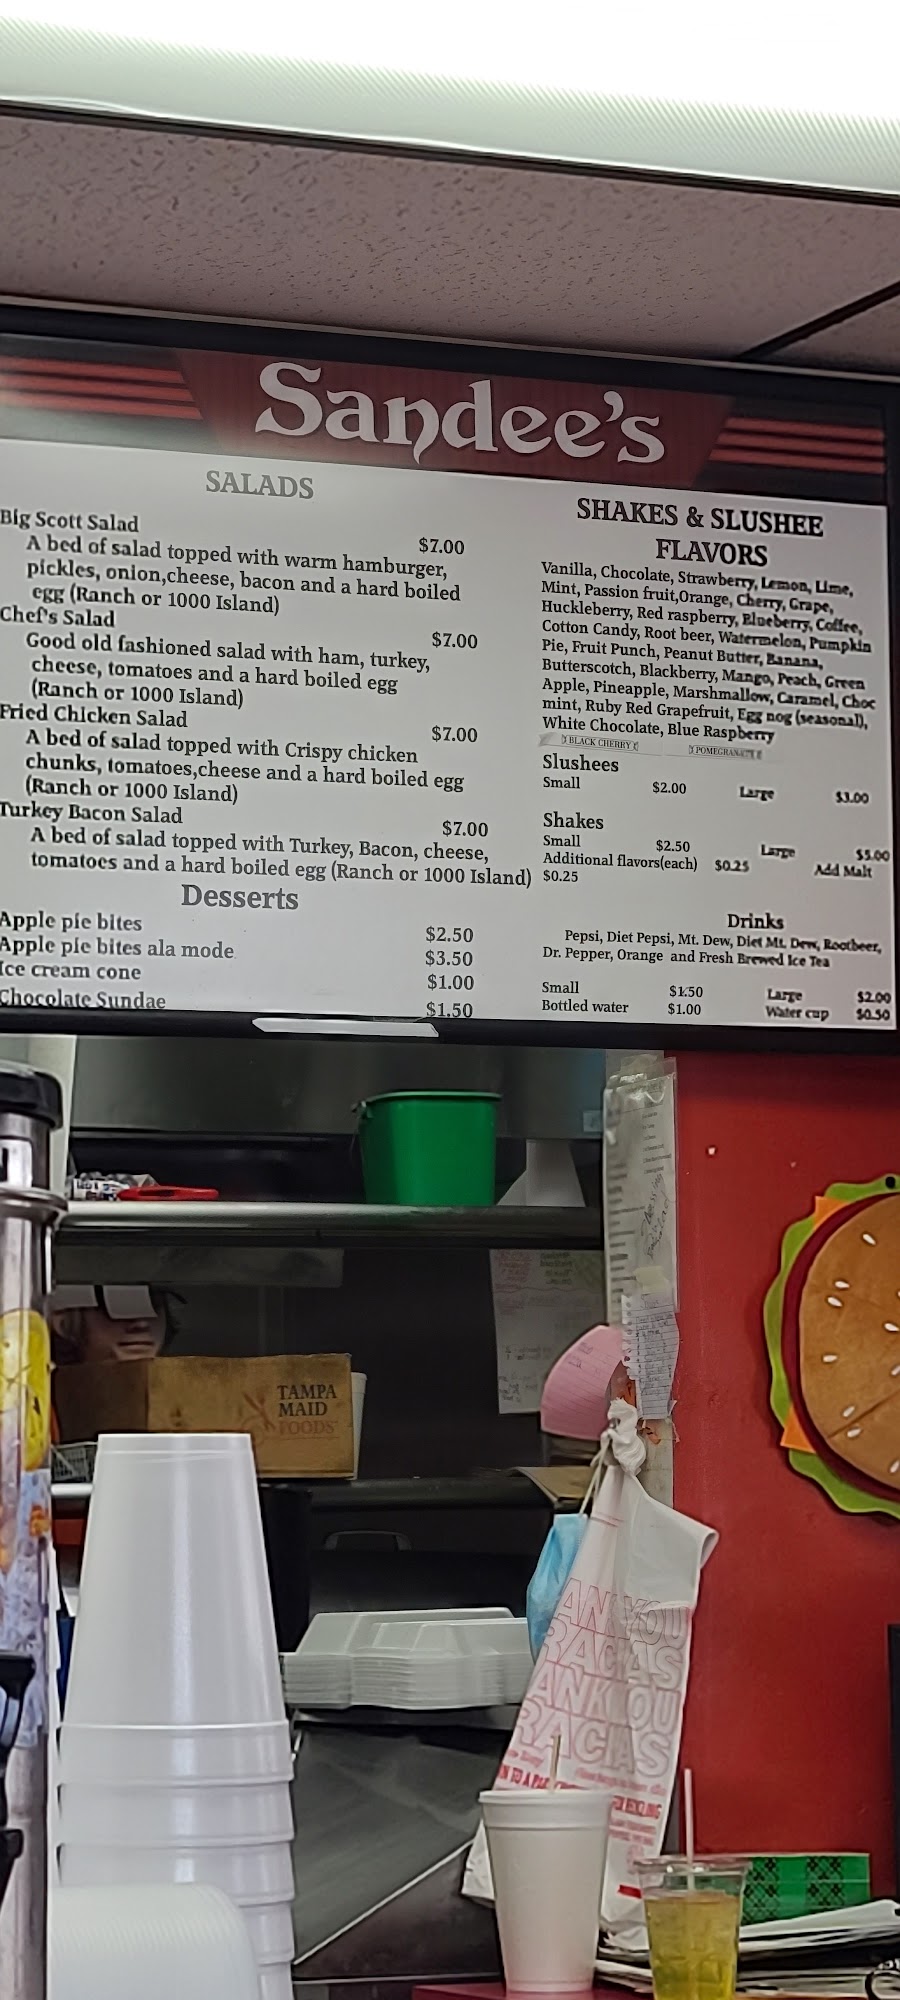 Sandee's
SALADS
Big Scott Salad
$7.00
A bed of salad topped with warm hamburger,
pickles, onion,cheese, bacon and a hard boiled
egg (Ranch or 1000 Island)
Chef's Salad
$7.00
Good old fashioned salad with ham, turkey,
cheese, tomatoes and a hard boiled egg
(Ranch or 1000 Island)
Fried Chicken Salad
$7.00
A bed of salad topped with Crispy chicken
chunks, tomatoes,cheese and a hard boiled egg
(Ranch or 1000 Island)
Turkey Bacon Salad
$7.00
A bed of salad topped with Turkey, Bacon, cheese,
tomatoes and a hard boiled egg (Ranch or 1000 Island)
Desserts
Apple pie bites $2.50
Apple pie bites ala mode $3.50
Ice cream cone $1.00
Chocolate Sundae $1.50
SHAKES & SLUSHEE
FLAVORS
Vanilla, Chocolate, Strawberry, Lemon, Lime,
Mint, Passion fruit,Orange, Cherry, Grape,
Huckleberry, Red raspberry, Blueberry, Coffee,
Cotton Candy, Root beer, Watermelon, Pumpkin
Pie, Fruit Punch, Peanut Butter, Banana,
Butterscotch, Blackberry, Mango, Peach, Green
Apple, Pineapple, Marshmallow, Caramel, Choc
mint, Ruby Red Grapefruit, Egg nog (seasonal),
White Chocolate, Blue Raspberry
BLACK CHERRY POMEGRANATE
Slushees
Small $2.00 Large $3.00
Shakes
Small $2.50 Large $5.00
Additional flavors(each) $0.25 Add Malt
$0.25
Drinks
Pepsi, Diet Pepsi, Mt. Dew, Diet Mt. Dew, Rootbeer,
Dr. Pepper, Orange and Fresh Brewed Ice Tea
Small $1.50 Large $2.00
Bottled water $1.00 Water cup $0.50
TAMPA
MAID
FOODS
ANK YOU
RACIAS
ANK YOU
RACIAS